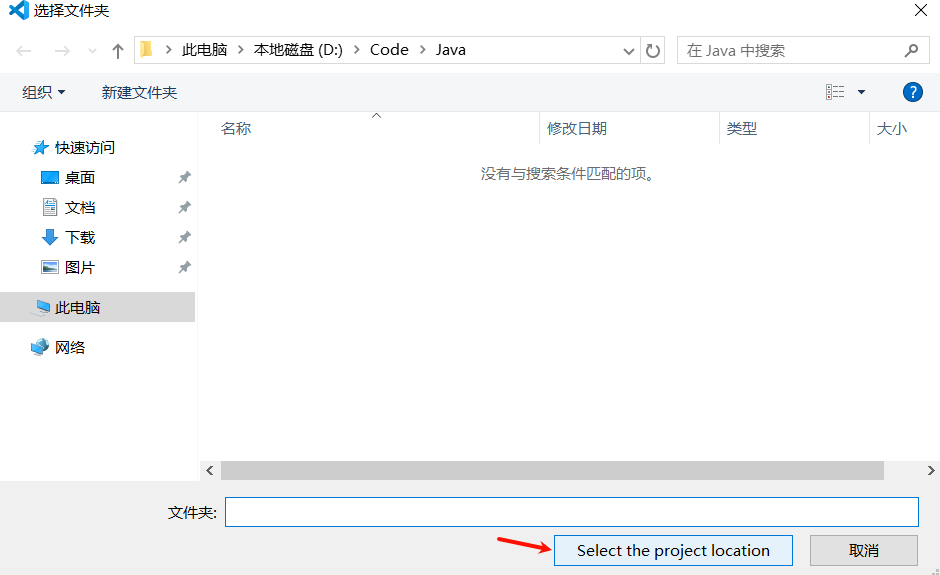 选择文件夹
此电脑 本地磁盘 (D:) Code Java
在 Java 中搜索
组织 新建文件夹
?
名称 修改日期 类型 大小
没有与搜索条件匹配的项。
快速访问
桌面
文档
下载
图片
此电脑
网络
文件夹:
Select the project location 取消